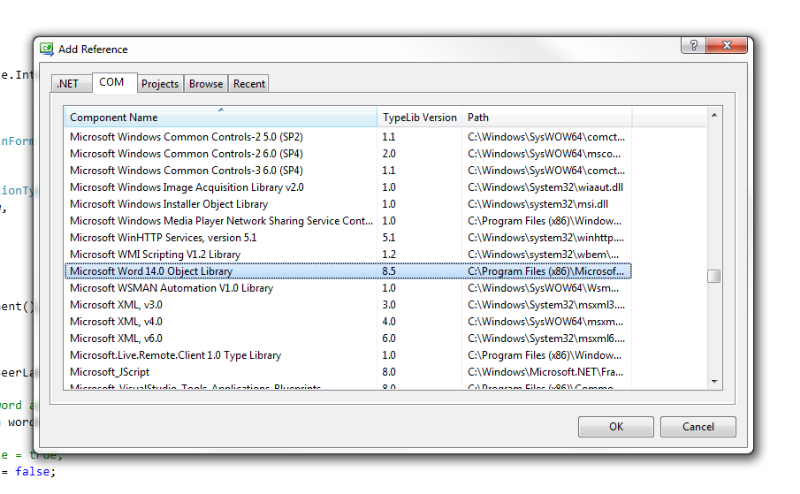 Add Reference
.NET COM Projects Browse Recent
Component Name TypeLib Version Path
Microsoft Windows Common Controls-2 5.0 (SP2) 1.1 C:\Windows\SysWOW64\comct...
Microsoft Windows Common Controls-2 6.0 (SP4) 2.0 C:\Windows\SysWOW64\msco...
Microsoft Windows Common Controls-3 6.0 (SP4) 1.1 C:\Windows\SysWOW64\comct...
Microsoft Windows Image Acquisition Library v2.0 1.0 C:\Windows\System32\wiaaut.dll
Microsoft Windows Installer Object Library 1.0 C:\Windows\System32\msi.dll
Microsoft Windows Media Player Network Sharing Service Cont... 1.0 C:\Program Files (x86)\Window...
Microsoft WinHTTP Services, version 5.1 5.1 C:\Windows\system32\winhttp....
Microsoft WMI Scripting V1.2 Library 1.2 C:\Windows\system32\wbem\...
Microsoft Word 14.0 Object Library 8.5 C:\Program Files (x86)\Microsof...
Microsoft WSMAN Automation V1.0 Library 1.0 C:\Windows\SysWOW64\Wsm...
Microsoft XML, v3.0 3.0 C:\Windows\System32\msxml3....
Microsoft XML, v4.0 4.0 C:\Windows\SysWOW64\msxm...
Microsoft XML, v6.0 6.0 C:\Windows\System32\msxml6....
Microsoft.Live.Remote.Client 1.0 Type Library 1.0 C:\Program Files (x86)\Window...
Microsoft_JScript 8.0 C:\Windows\Microsoft.NET\Fra...
Microsoft_VisualStudio_Tools_Applications_Blueprints 8.0 C:\Program Files (x86)\Commo...
OK Cancel
e.Int
nForm
ionTy
ent()
eerLa
ord a
word
e = true;
= false;